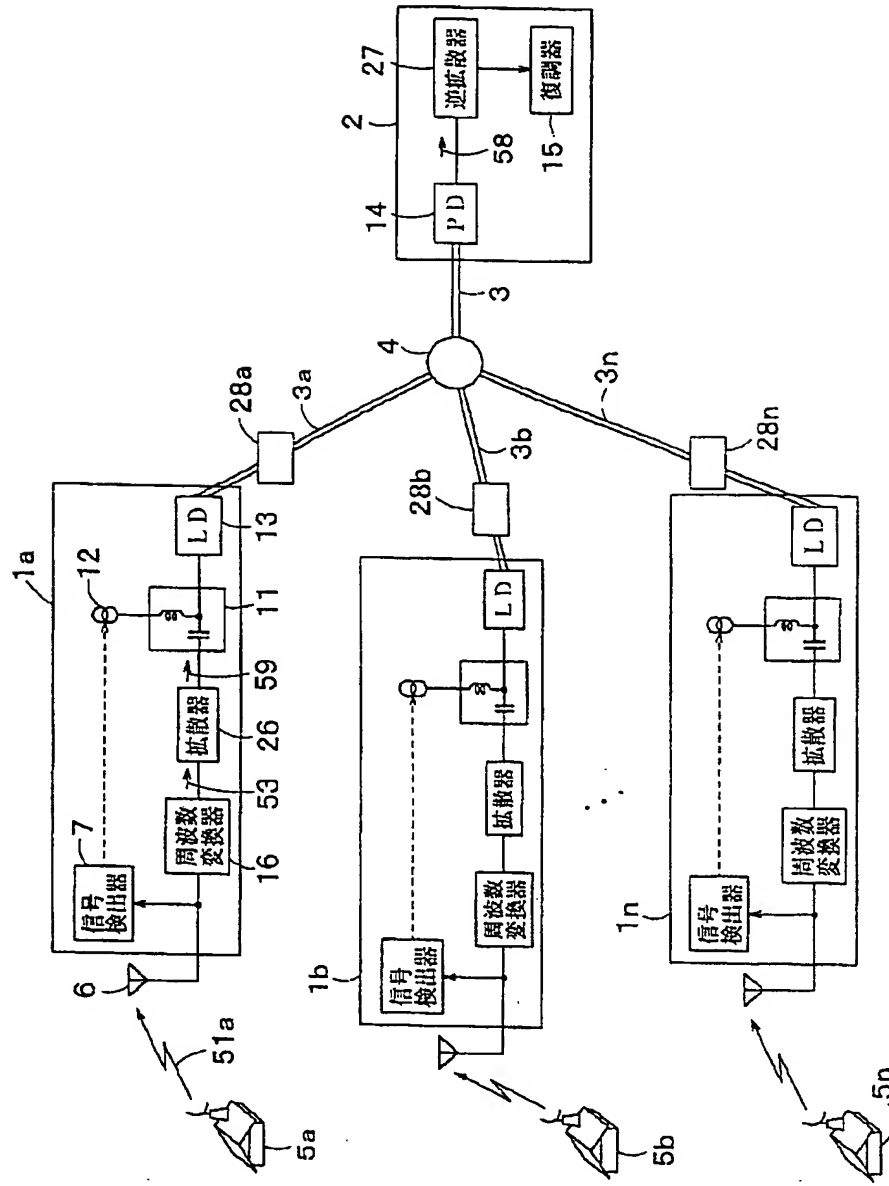 1a
7
信号
検出器
12
6
53
59
周波数
変換器
16
拡散器
26
11
LD
13
51a
5a
28a
3a
1b
信号
検出器
周波数
変換器
拡散器
LD
28b
3b
5b
4
3
2
14
PD
58
逆拡散器
27
復調器
15
1n
信号
検出器
周波数
変換器
拡散器
LD
28n
3n
5n